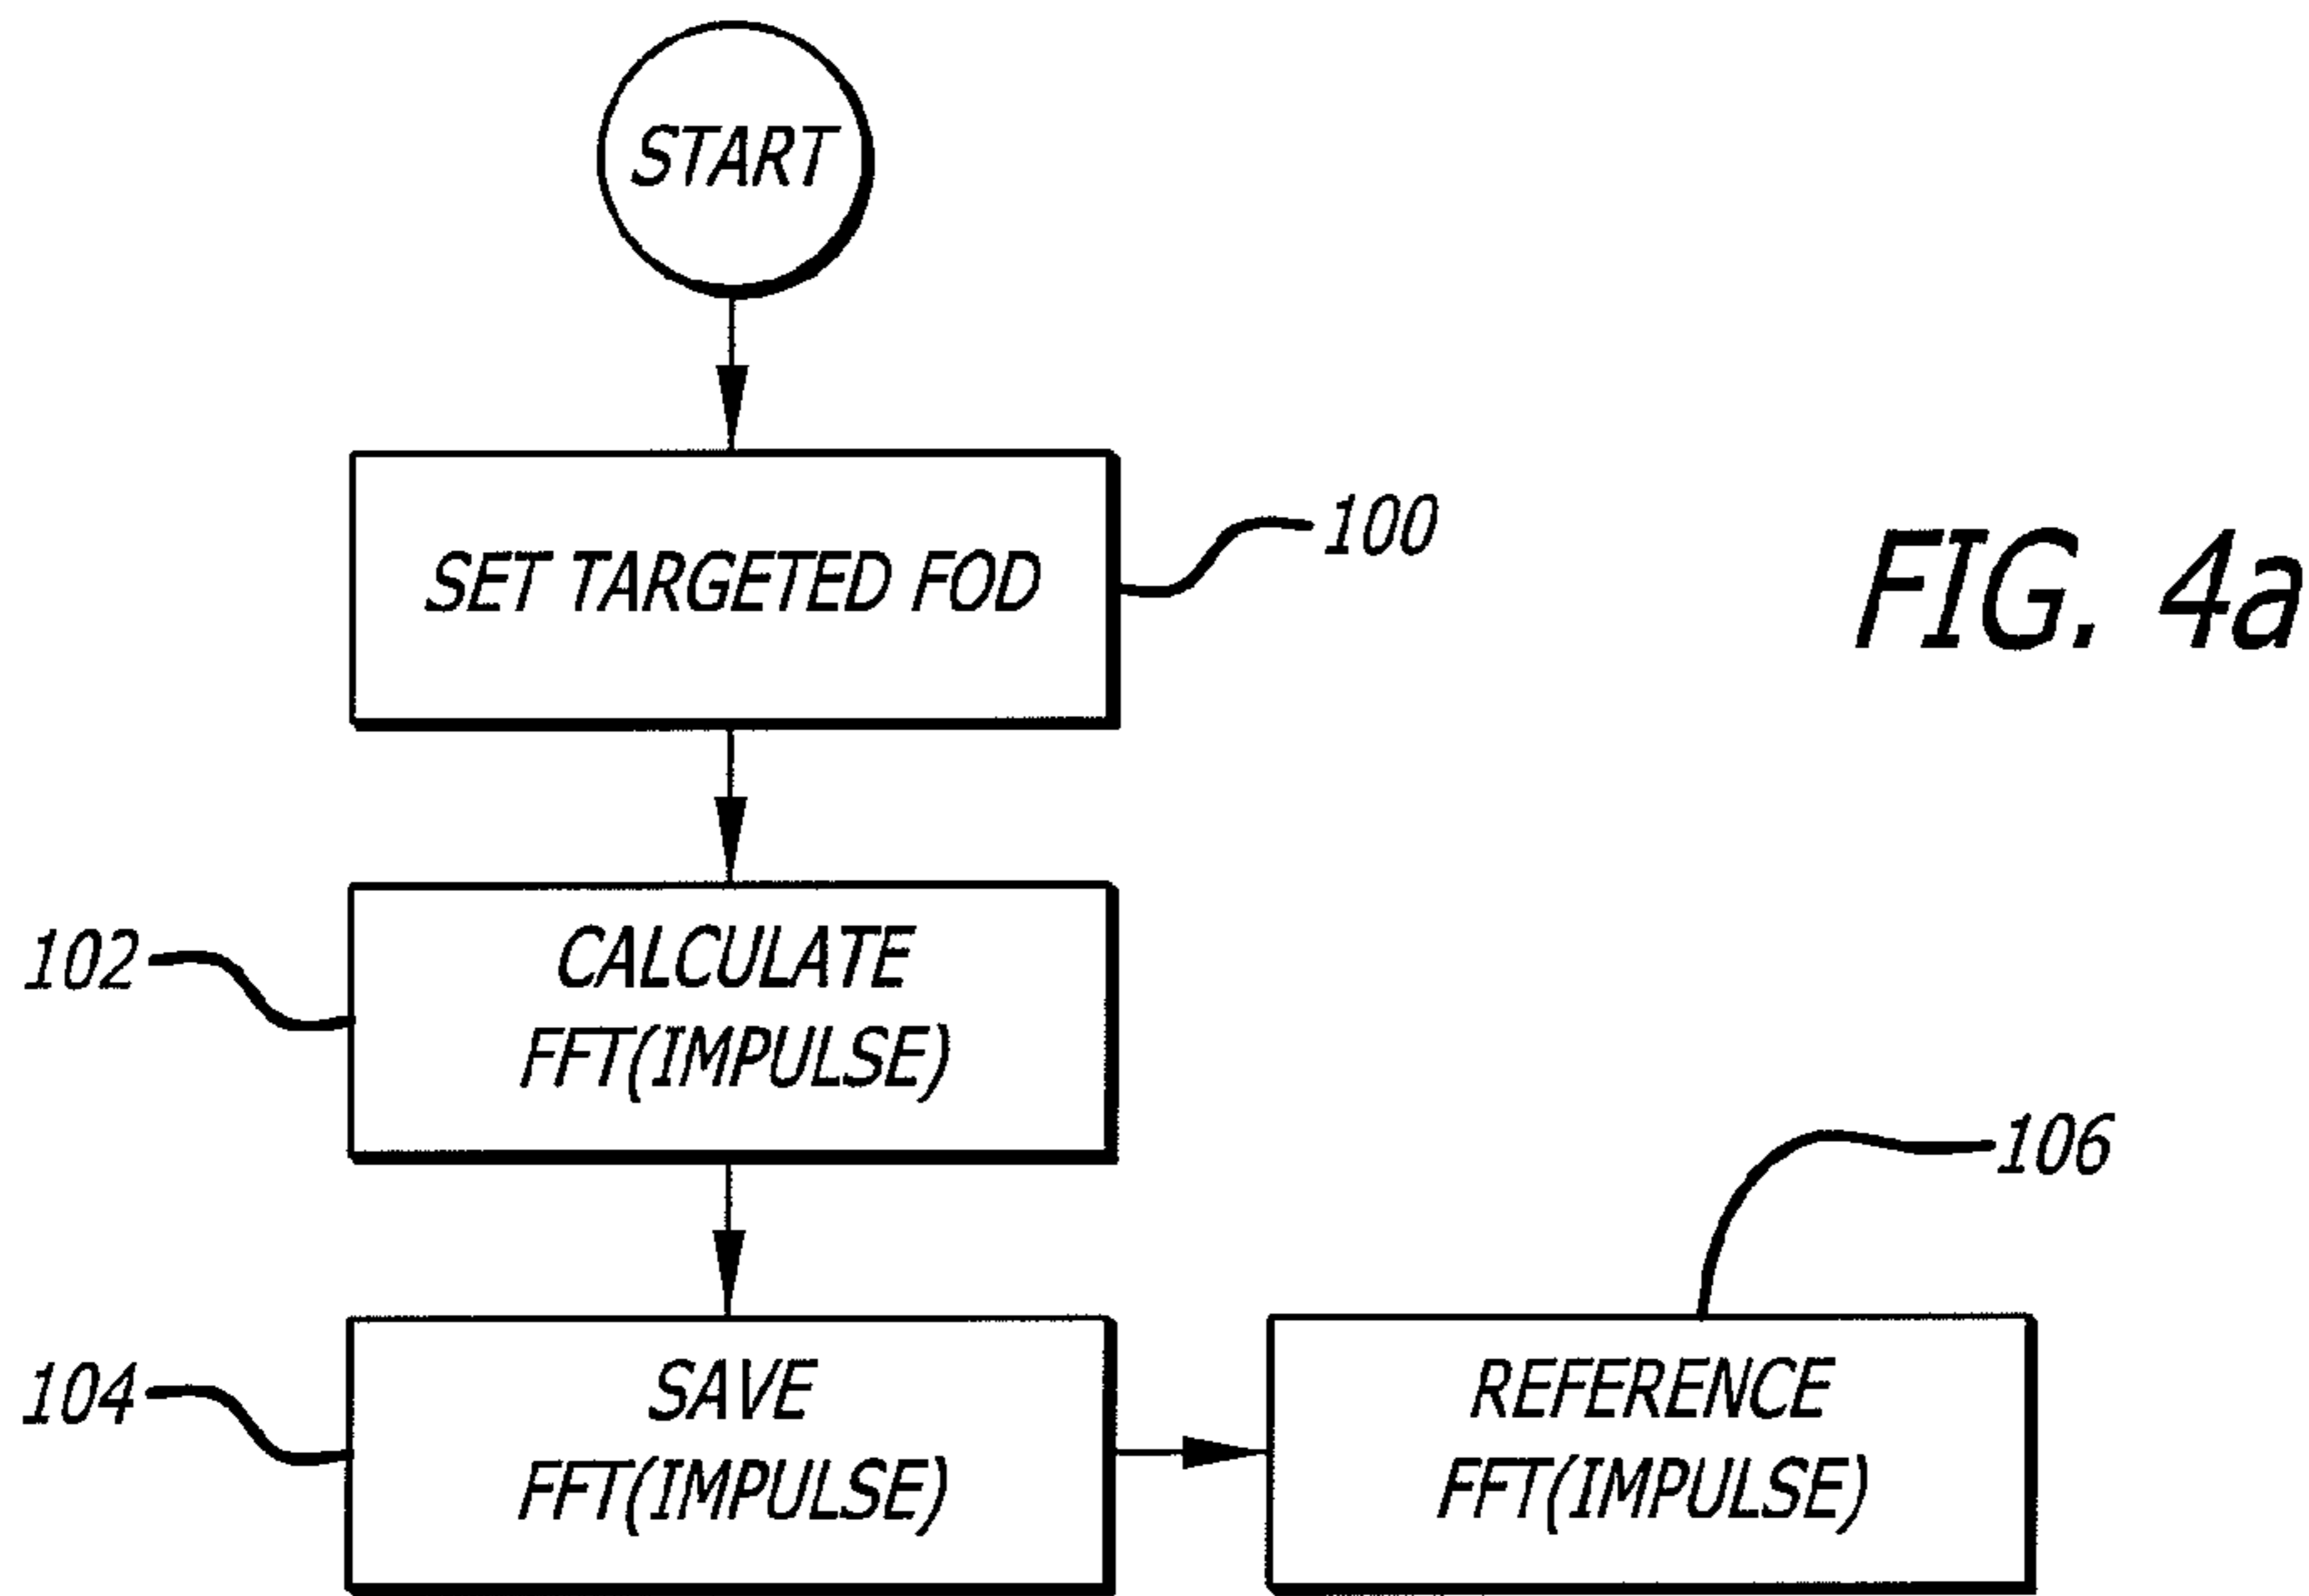 START
SET TARGETED FOD
100
FIG. 4a
102
CALCULATE
FFT(IMPULSE)
106
104
SAVE
FFT(IMPULSE)
REFERENCE
FFT(IMPULSE)